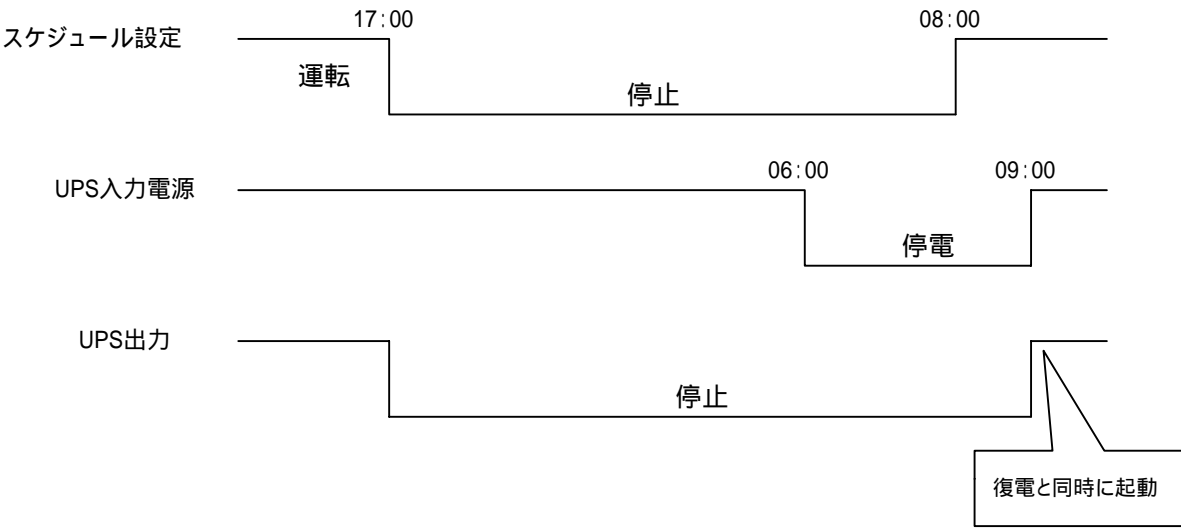 17:00
08:00
スケジュール設定
運転
停止
06:00
09:00
UPS入力電源
停電
UPS出力
停止
復電と同時に起動